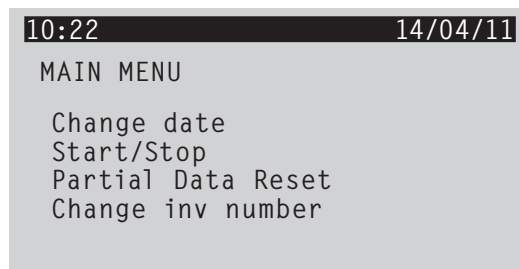 10:22 14/04/11
MAIN MENU
Change date
Start/Stop
Partial Data Reset
Change inv number